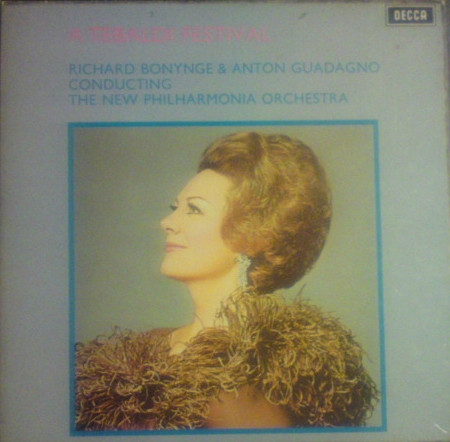 DECCA
A TEBALDI FESTIVAL
RICHARD BONYNGE & ANTON GUADAGNO
CONDUCTING
THE NEW PHILHARMONIA ORCHESTRA